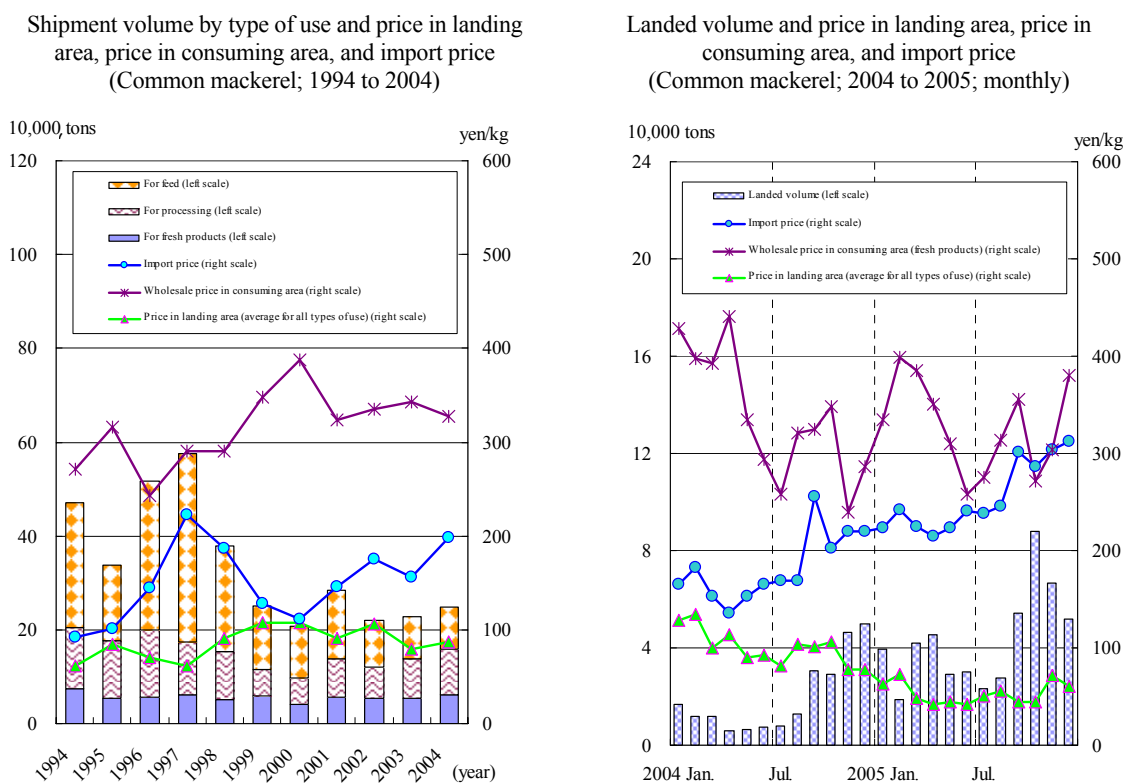 Shipment volume by type of use and price in landing
area, price in consuming area, and import price
(Common mackerel; 1994 to 2004)
10,000 tons
yen/kg
120
100
80
60
40
20
0
600
500
400
300
200
100
0
For feed (left scale)
For processing (left scale)
For fresh products (left scale)
Import price (right scale)
Wholesale price in consuming area (right scale)
Price in landing area (average for all types of use) (right scale)
1994 1995 1996 1997 1998 1999 2000 2001 2002 2003 2004 (year)
Landed volume and price in landing area, price in
consuming area, and import price
(Common mackerel; 2004 to 2005; monthly)
10,000 tons
yen/kg
24
20
16
12
8
4
0
600
500
400
300
200
100
0
Landed volume (left scale)
Import price (right scale)
Wholesale price in consuming area (fresh products) (right scale)
Price in landing area (average for all types of use) (right scale)
2004 Jan. Jul. 2005 Jan. Jul.